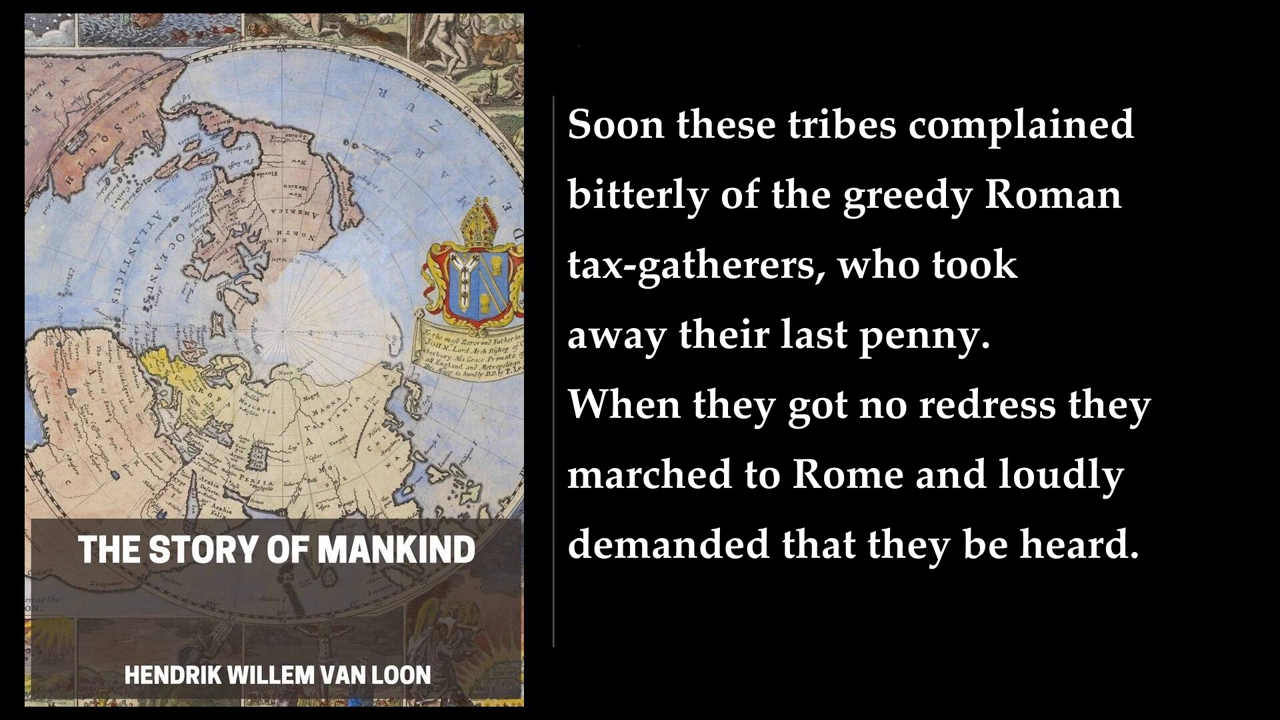 THE STORY OF MANKIND
HENDRIK WILLEM VAN LOON
Soon these tribes complained
bitterly of the greedy Roman
tax-gatherers, who took
away their last penny.
When they got no redress they
marched to Rome and loudly
demanded that they be heard.